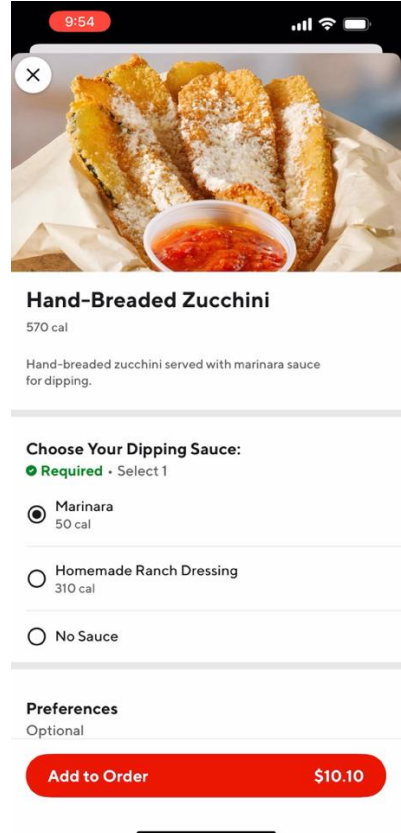 9:54
Hand-Breaded Zucchini
570 cal
Hand-breaded zucchini served with marinara sauce
for dipping.
Choose Your Dipping Sauce:
Required • Select 1
Marinara
50 cal
Homemade Ranch Dressing
310 cal
No Sauce
Preferences
Optional
Add to Order $10.10